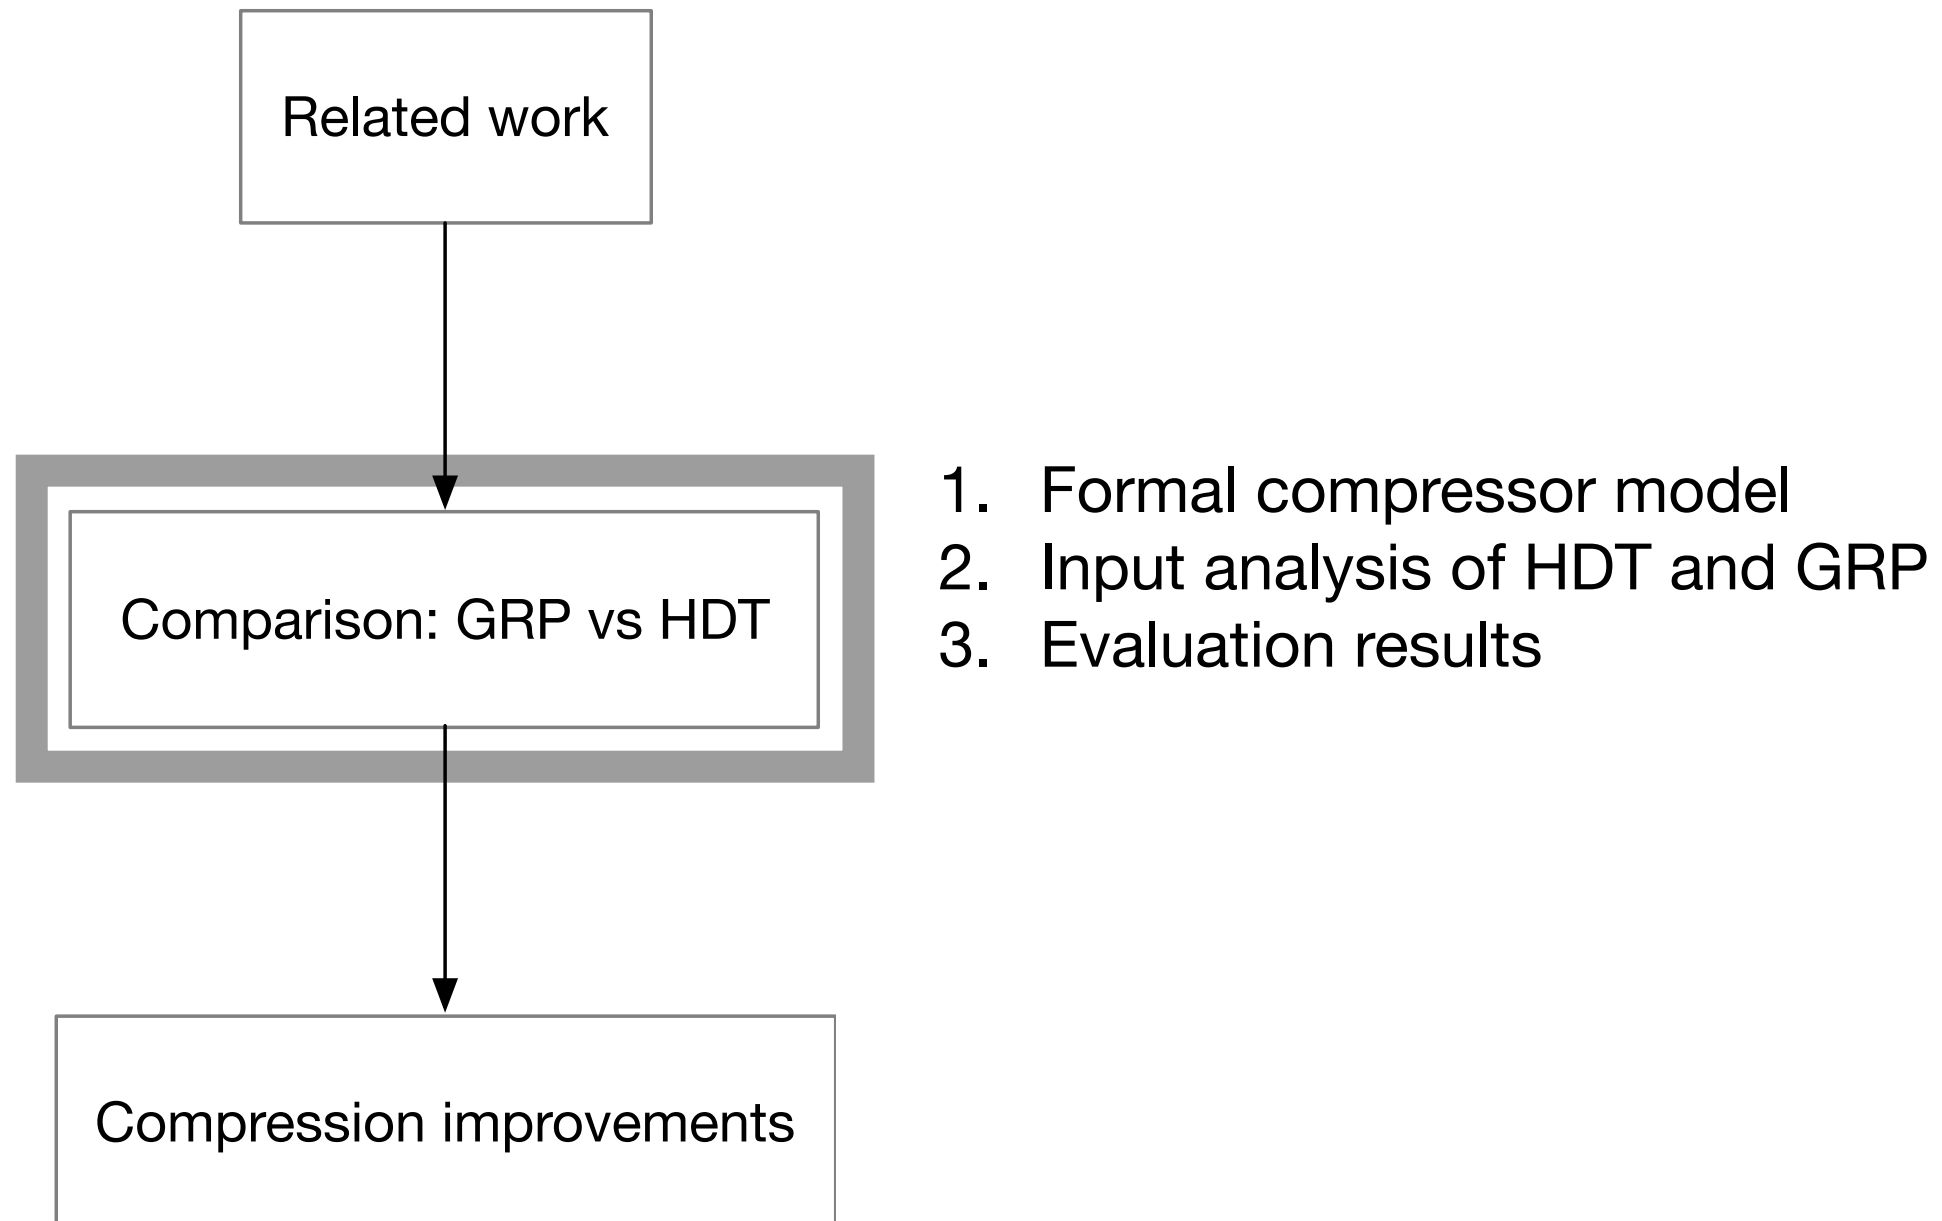 Related work
Comparison: GRP vs HDT
1. Formal compressor model
2. Input analysis of HDT and GRP
3. Evaluation results
Compression improvements